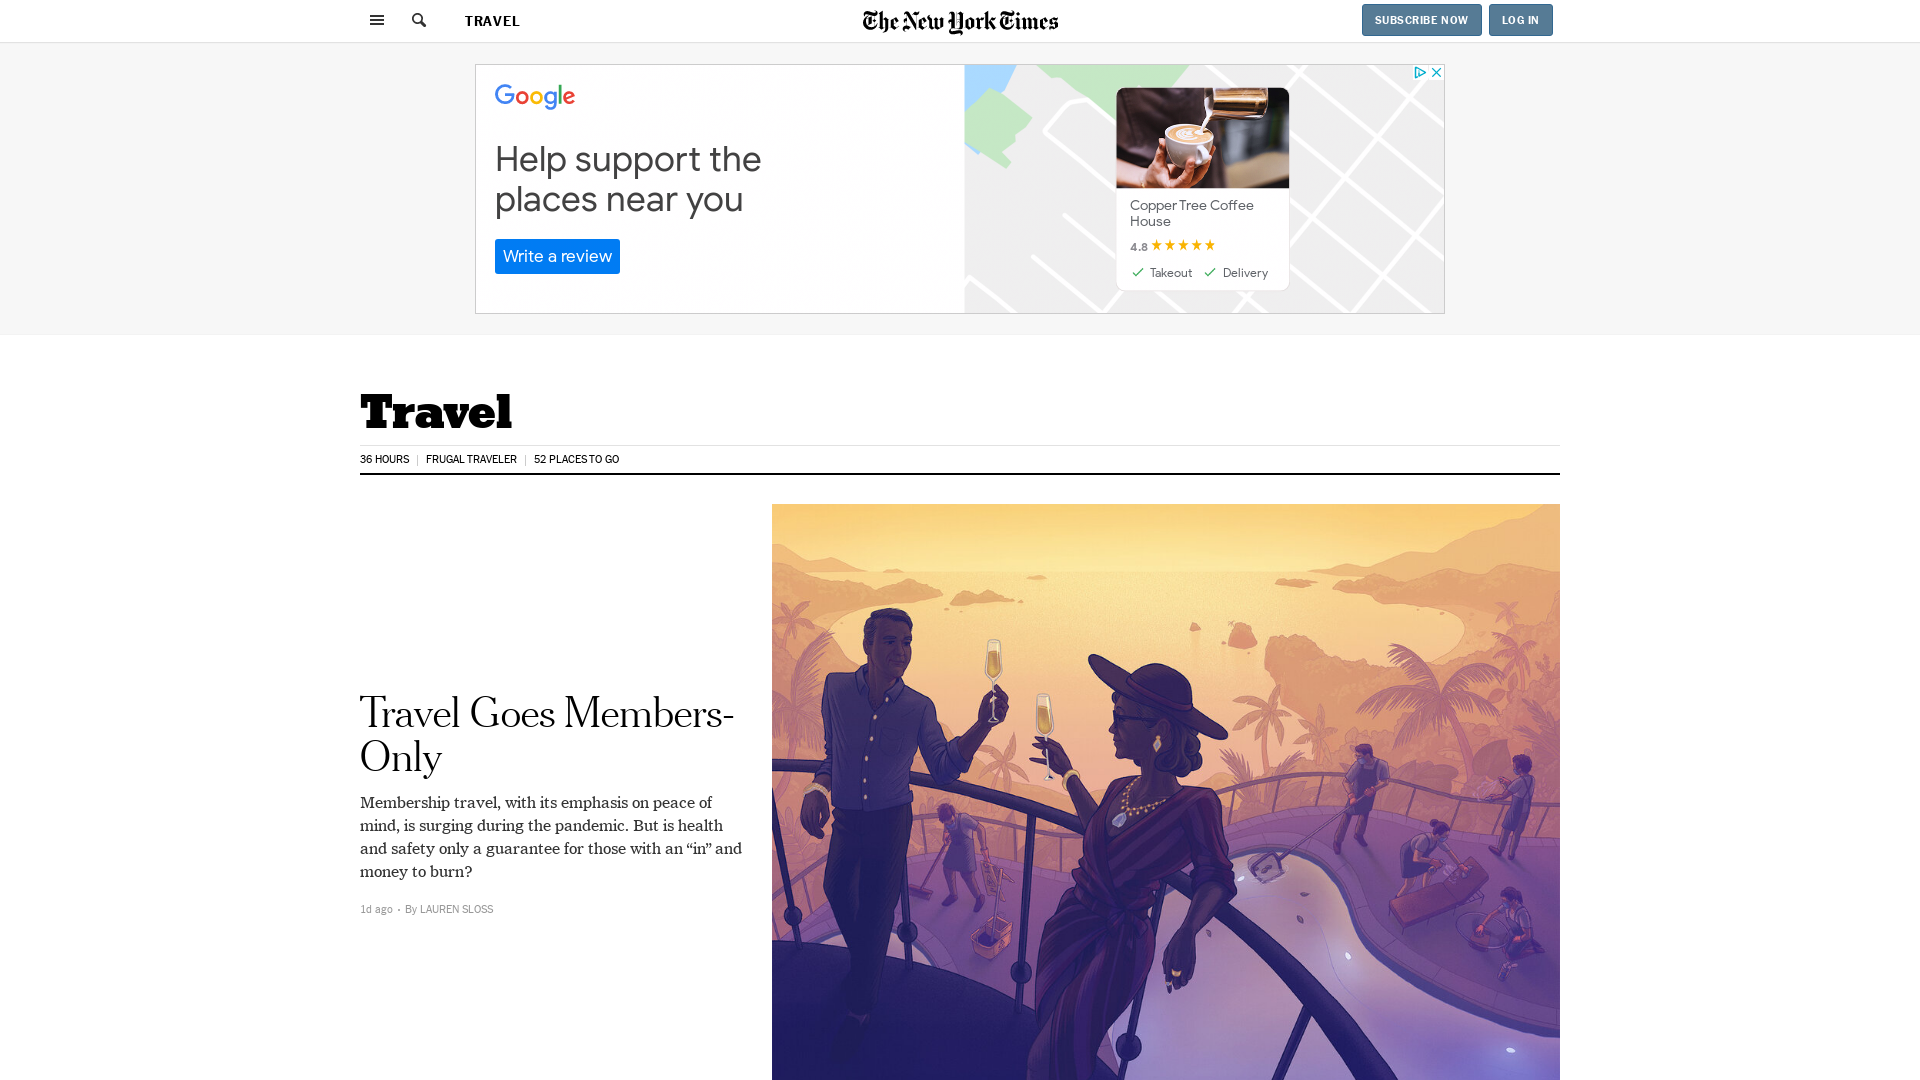 TRAVEL
The New York Times
SUBSCRIBE NOW
LOG IN
Google
Help support the
places near you
Write a review
Copper Tree Coffee
House
4.8
Takeout
Delivery
Travel
36 HOURS
FRUGAL TRAVELER
52 PLACES TO GO
Travel Goes Members-
Only
Membership travel, with its emphasis on peace of
mind, is surging during the pandemic. But is health
and safety only a guarantee for those with an “in” and
money to burn?
1d ago • By LAUREN SLOSS